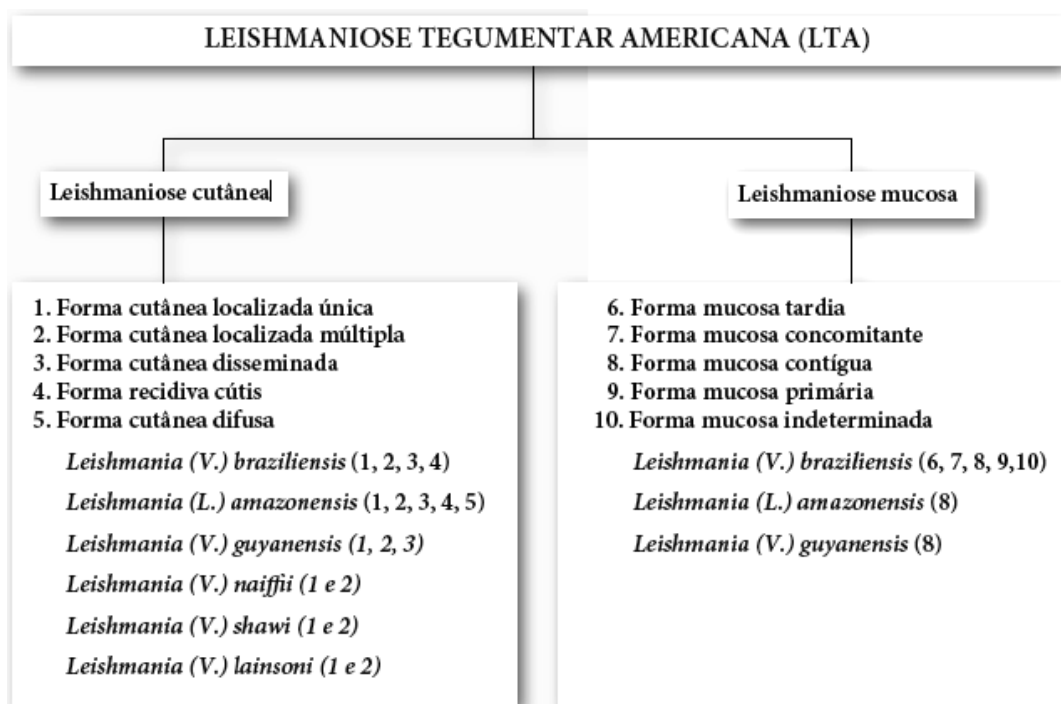 LEISHMANIOSE TEGUMENTAR AMERICANA (LTA)
Leishmaniose cutânea
1. Forma cutânea localizada única
2. Forma cutânea localizada múltipla
3. Forma cutânea disseminada
4. Forma recidiva cútis
5. Forma cutânea difusa
Leishmania (V.) braziliensis (1, 2, 3, 4)
Leishmania (L.) amazonensis (1, 2, 3, 4, 5)
Leishmania (V.) guyanensis (1, 2, 3)
Leishmania (V.) naiffii (1 e 2)
Leishmania (V.) shawi (1 e 2)
Leishmania (V.) lainsoni (1 e 2)
Leishmaniose mucosa
6. Forma mucosa tardia
7. Forma mucosa concomitante
8. Forma mucosa contígua
9. Forma mucosa primária
10. Forma mucosa indeterminada
Leishmania (V.) braziliensis (6, 7, 8, 9,10)
Leishmania (L.) amazonensis (8)
Leishmania (V.) guyanensis (8)